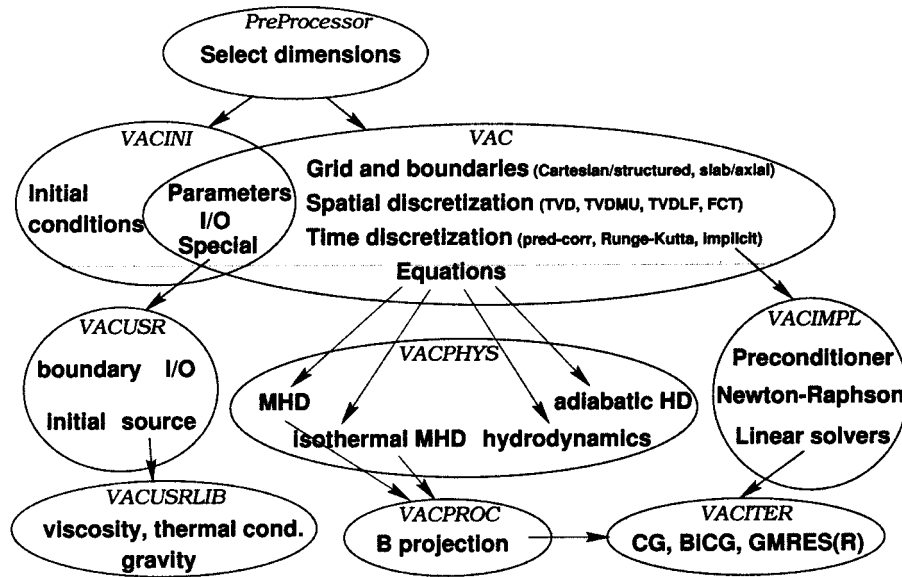 PreProcessor
Select dimensions
VACINI
VAC
Grid and boundaries (Cartesian/structured, slab/axial)
Initial
conditions
Parameters
I/O
Special
Spatial discretization (TVD, TVDMU, TVDLF, FCT)
Time discretization (pred-corr, Runge-Kutta, implicit)
Equations
VACUSR
boundary I/O
initial source
VACPHYS
MHD
adiabatic HD
isothermal MHD hydrodynamics
VACIMPL
Preconditioner
Newton-Raphson
Linear solvers
VACUSRLIB
viscosity, thermal cond.
gravity
VACPROC
B projection
VACITER
CG, BiCG, GMRES(R)